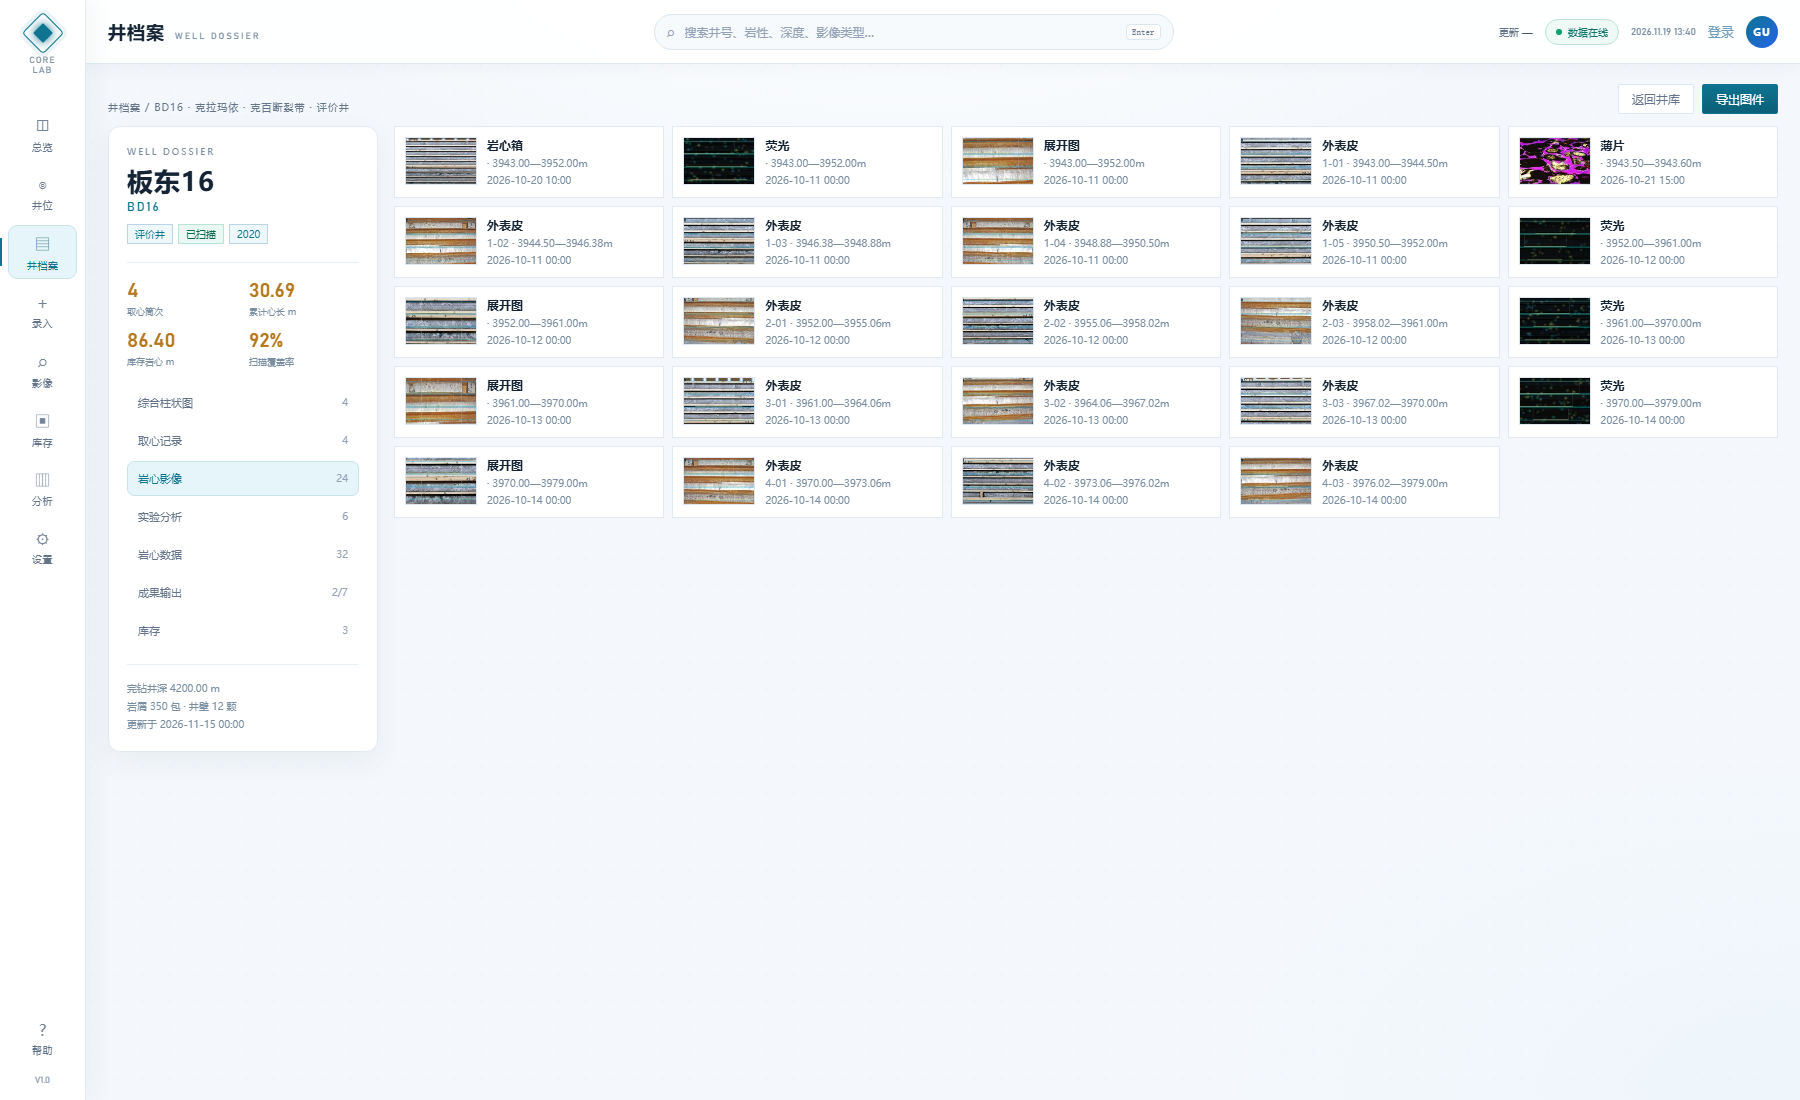 CORE
LAB
总览
井位
井档案
录入
影像
库存
分析
设置
帮助
V1.0
井档案 WELL DOSSIER
搜索井号、岩性、深度、影像类型... Enter
更新 — 数据在线 2026.11.19 13:40 登录 GU
井档案 / BD16 · 克拉玛依 · 克百断裂带 · 评价井
返回井库 导出图件
WELL DOSSIER
板东16
BD16
评价井 已扫描 2020
4 30.69
取心筒次 累计心长 m
86.40 92%
库存岩心 m 扫描覆盖率
综合柱状图 4
取心记录 4
岩心影像 24
实验分析 6
岩心数据 32
成果输出 2/7
库存 3
完钻井深 4200.00 m
岩屑 350 包 · 井壁 12 颗
更新于 2026-11-15 00:00
岩心箱
· 3943.00—3952.00m
2026-10-20 10:00
荧光
· 3943.00—3952.00m
2026-10-11 00:00
展开图
· 3943.00—3952.00m
2026-10-11 00:00
外表皮
1-01 · 3943.00—3944.50m
2026-10-11 00:00
薄片
· 3943.50—3943.60m
2026-10-21 15:00
外表皮
1-02 · 3944.50—3946.38m
2026-10-11 00:00
外表皮
1-03 · 3946.38—3948.88m
2026-10-11 00:00
外表皮
1-04 · 3948.88—3950.50m
2026-10-11 00:00
外表皮
1-05 · 3950.50—3952.00m
2026-10-11 00:00
荧光
· 3952.00—3961.00m
2026-10-12 00:00
展开图
· 3952.00—3961.00m
2026-10-12 00:00
外表皮
2-01 · 3952.00—3955.06m
2026-10-12 00:00
外表皮
2-02 · 3955.06—3958.02m
2026-10-12 00:00
外表皮
2-03 · 3958.02—3961.00m
2026-10-12 00:00
荧光
· 3961.00—3970.00m
2026-10-13 00:00
展开图
· 3961.00—3970.00m
2026-10-13 00:00
外表皮
3-01 · 3961.00—3964.06m
2026-10-13 00:00
外表皮
3-02 · 3964.06—3967.02m
2026-10-13 00:00
外表皮
3-03 · 3967.02—3970.00m
2026-10-13 00:00
荧光
· 3970.00—3979.00m
2026-10-14 00:00
展开图
· 3970.00—3979.00m
2026-10-14 00:00
外表皮
4-01 · 3970.00—3973.06m
2026-10-14 00:00
外表皮
4-02 · 3973.06—3976.02m
2026-10-14 00:00
外表皮
4-03 · 3976.02—3979.00m
2026-10-14 00:00